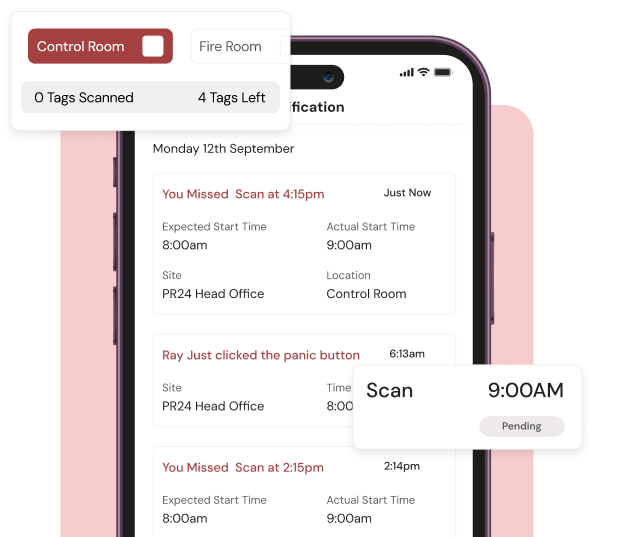 Control Room
Fire Room
0 Tags Scanned 4 Tags Left
Monday 12th September
You Missed Scan at 4:15pm Just Now
Expected Start Time Actual Start Time
8:00am 9:00am
Site Location
PR24 Head Office Control Room
Ray Just clicked the panic button 6:13am
Site Time
PR24 Head Office 8:00
Scan 9:00AM
Pending
You Missed Scan at 2:15pm 2:14pm
Expected Start Time Actual Start Time
8:00am 9:00am